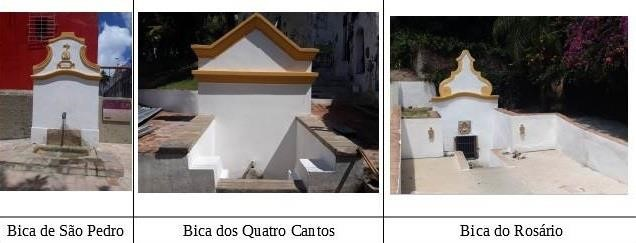 Bica de São Pedro
Bica dos Quatro Cantos
Bica do Rosário